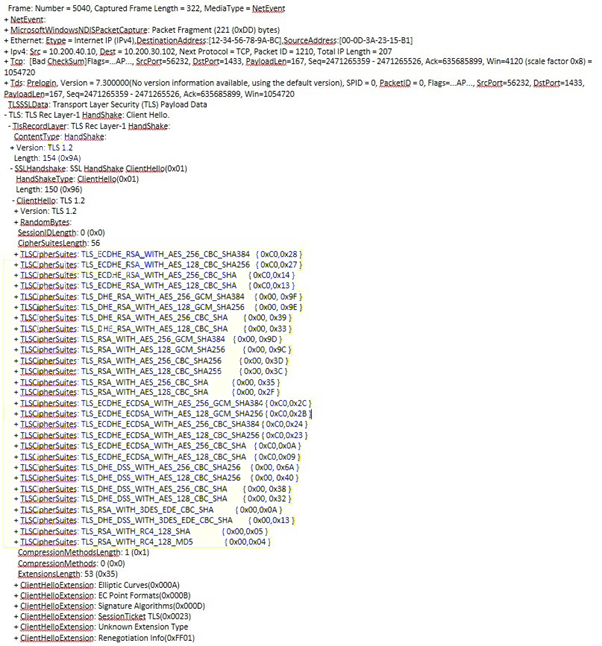 Frame: Number = 5040, Captured Frame Length = 322, MediaType = NetEvent
+ NetEvent:
+ MicrosoftWindowsNDISPacketCapture: Packet Fragment (221 (0xDD) bytes)
+ Ethernet: Etype = Internet IP (IPv4),DestinationAddress:[12-34-56-78-9A-BC],SourceAddress:[00-0D-3A-23-15-B1]
+ Ipv4: Src = 10.200.40.10, Dest = 10.200.30.102, Next Protocol = TCP, Packet ID = 1210, Total IP Length = 207
+ Tcp:  [Bad CheckSum]Flags=...AP..., SrcPort=56232, DstPort=1433, PayloadLen=167, Seq=2471265359 - 2471265526, Ack=635685899, Win=4120 (scale factor 0x8) =
1054720
+ Tds: Prelogin, Version = 7.300000(No version information available, using the default version), SPID = 0, PacketID = 0, Flags=...AP..., SrcPort=56232, DstPort=1433,
PayloadLen=167, Seq=2471265359 - 2471265526, Ack=635685899, Win=1054720
TLSSSLData: Transport Layer Security (TLS) Payload Data
- TLS: TLS Rec Layer-1 HandShake: Client Hello.
- TlsRecordLayer: TLS Rec Layer-1 HandShake:
ContentType: HandShake:
+ Version: TLS 1.2
Length: 154 (0x9A)
- SSLHandshake: SSL HandShake ClientHello(0x01)
HandShakeType: ClientHello(0x01)
Length: 150 (0x96)
- ClientHello: TLS 1.2
+ Version: TLS 1.2
+ RandomBytes:
SessionIDLength: 0 (0x0)
CipherSuitesLength: 56
+ TLSCipherSuites: TLS_ECDHE_RSA_WITH_AES_256_CBC_SHA384 { 0xC0,0x28 }
+ TLSCipherSuites: TLS_ECDHE_RSA_WITH_AES_128_CBC_SHA256 { 0xC0,0x27 }
+ TLSCipherSuites: TLS_ECDHE_RSA_WITH_AES_256_CBC_SHA { 0xC0,0x14 }
+ TLSCipherSuites: TLS_ECDHE_RSA_WITH_AES_128_CBC_SHA { 0xC0,0x13 }
+ TLSCipherSuites: TLS_DHE_RSA_WITH_AES_256_GCM_SHA384 { 0x00, 0x9F }
+ TLSCipherSuites: TLS_DHE_RSA_WITH_AES_128_GCM_SHA256 { 0x00, 0x9E }
+ TLSCipherSuites: TLS_DHE_RSA_WITH_AES_256_CBC_SHA { 0x00, 0x39 }
+ TLSCipherSuites: TLS_DHE_RSA_WITH_AES_128_CBC_SHA { 0x00, 0x33 }
+ TLSCipherSuites: TLS_RSA_WITH_AES_256_GCM_SHA384 { 0x00, 0x9D }
+ TLSCipherSuites: TLS_RSA_WITH_AES_128_GCM_SHA256 { 0x00, 0x9C }
+ TLSCipherSuites: TLS_RSA_WITH_AES_256_CBC_SHA256 { 0x00, 0x3D }
+ TLSCipherSuites: TLS_RSA_WITH_AES_128_CBC_SHA256 { 0x00, 0x3C }
+ TLSCipherSuites: TLS_RSA_WITH_AES_256_CBC_SHA { 0x00, 0x35 }
+ TLSCipherSuites: TLS_RSA_WITH_AES_128_CBC_SHA { 0x00, 0x2F }
+ TLSCipherSuites: TLS_ECDHE_ECDSA_WITH_AES_256_GCM_SHA384 { 0xC0,0x2C }
+ TLSCipherSuites: TLS_ECDHE_ECDSA_WITH_AES_128_GCM_SHA256 { 0xC0,0x2B }
+ TLSCipherSuites: TLS_ECDHE_ECDSA_WITH_AES_256_CBC_SHA384 { 0xC0,0x24 }
+ TLSCipherSuites: TLS_ECDHE_ECDSA_WITH_AES_128_CBC_SHA256 { 0xC0,0x23 }
+ TLSCipherSuites: TLS_ECDHE_ECDSA_WITH_AES_256_CBC_SHA { 0xC0,0x0A }
+ TLSCipherSuites: TLS_ECDHE_ECDSA_WITH_AES_128_CBC_SHA { 0xC0,0x09 }
+ TLSCipherSuites: TLS_DHE_DSS_WITH_AES_256_CBC_SHA256 { 0x00, 0x6A }
+ TLSCipherSuites: TLS_DHE_DSS_WITH_AES_128_CBC_SHA256 { 0x00, 0x40 }
+ TLSCipherSuites: TLS_DHE_DSS_WITH_AES_256_CBC_SHA { 0x00, 0x38 }
+ TLSCipherSuites: TLS_DHE_DSS_WITH_AES_128_CBC_SHA { 0x00, 0x32 }
+ TLSCipherSuites: TLS_RSA_WITH_3DES_EDE_CBC_SHA { 0x00,0x0A }
+ TLSCipherSuites: TLS_DHE_DSS_WITH_3DES_EDE_CBC_SHA { 0x00,0x13 }
+ TLSCipherSuites: TLS_RSA_WITH_RC4_128_SHA { 0x00,0x05 }
+ TLSCipherSuites: TLS_RSA_WITH_RC4_128_MD5 { 0x00,0x04 }
CompressionMethodsLength: 1 (0x1)
CompressionMethods: 0 (0x0)
ExtensionsLength: 53 (0x35)
+ ClientHelloExtension: Elliptic Curves(0x000A)
+ ClientHelloExtension: EC Point Formats(0x000B)
+ ClientHelloExtension: Signature Algorithms(0x000D)
+ ClientHelloExtension: SessionTicket TLS(0x0023)
+ ClientHelloExtension: Unknown Extension Type
+ ClientHelloExtension: Renegotiation Info(0xFF01)